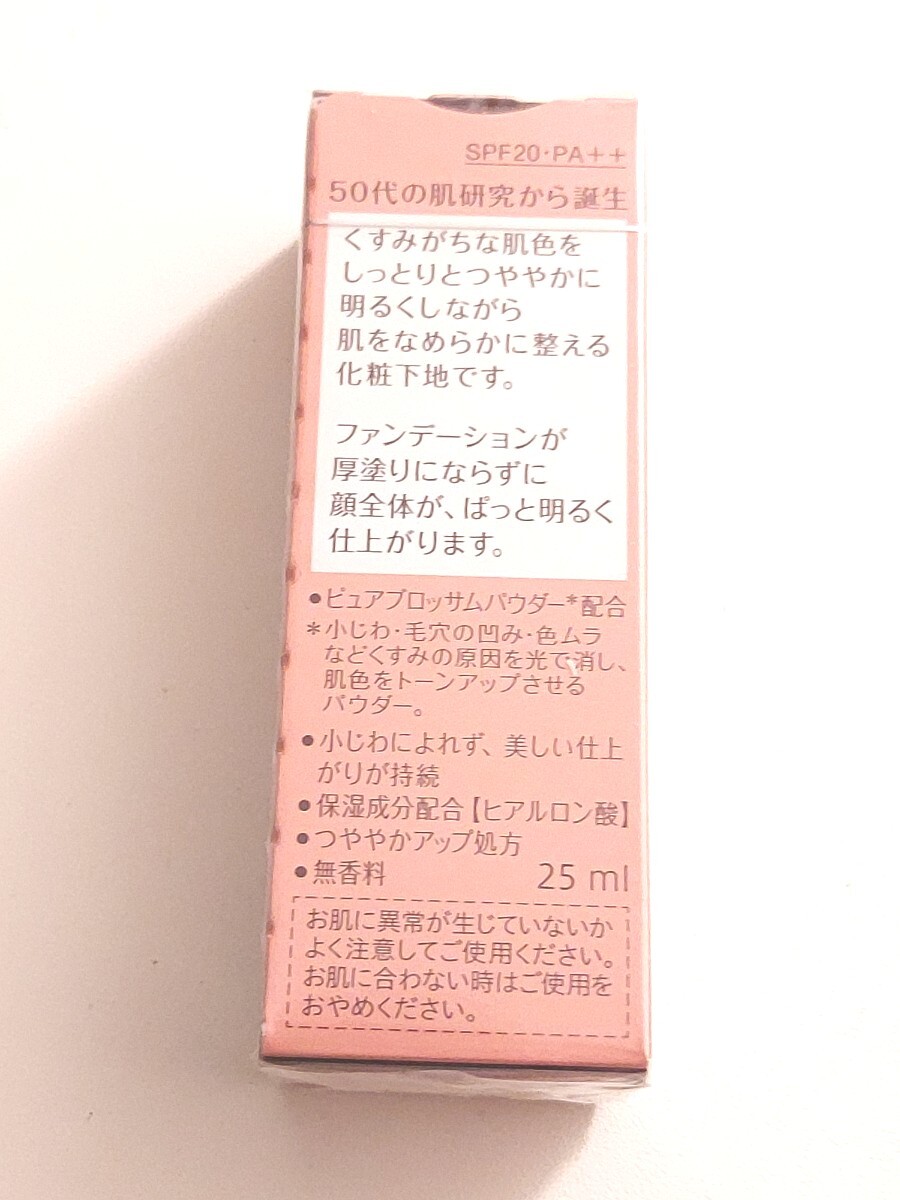 SPF20・PA++
50代の肌研究から誕生
くすみがちな肌色を
しっとりとつややかに
明るくしながら
肌をなめらかに整える
化粧下地です。
ファンデーションが
厚塗りにならずに
顔全体が、ぱっと明るく
仕上がります。
●ピュアブロッサムパウダー*配合
*小じわ・毛穴の凹み・色ムラ
などくすみの原因を光で消し、
肌色をトーンアップさせる
パウダー。
●小じわによれず、美しい仕上
がりが持続
●保湿成分配合【ヒアルロン酸】
●つややかアップ処方
●無香料 25 ml
お肌に異常が生じていないか
よく注意してご使用ください。
お肌に合わない時はご使用を
おやめください。